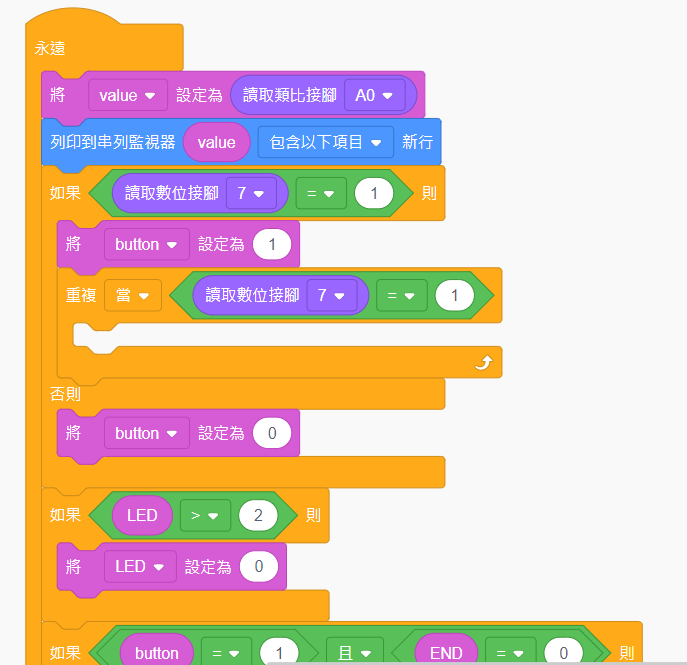 永遠
將 value 設定為 讀取類比接腳 A0
列印到串列監視器 value 包含以下項目 新行
如果 讀取數位接腳 7 = 1 則
將 button 設定為 1
重複 當 讀取數位接腳 7 = 1
否則
將 button 設定為 0
如果 LED > 2 則
將 LED 設定為 0
如果 button = 1 且 END = 0 則